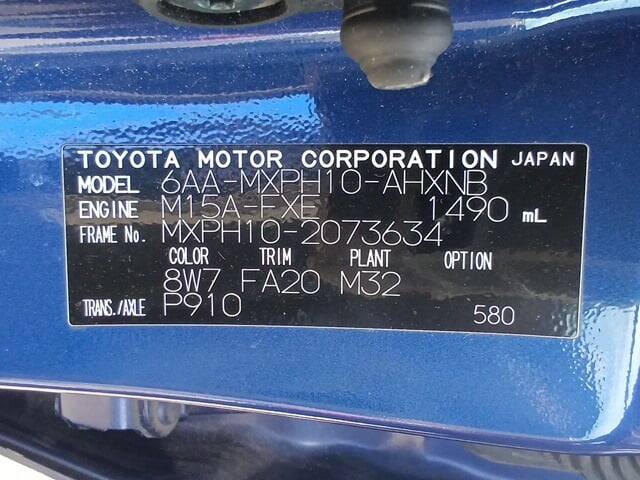 TOYOTA MOTOR CORPORATION JAPAN
MODEL 6AA-MXPH10-AHXNB
ENGINE M15A-FXE 1490 mL
FRAME No. MXPH10-2073634
COLOR TRIM PLANT OPTION
8W7 FA20 M32
TRANS./AXLE P910 580